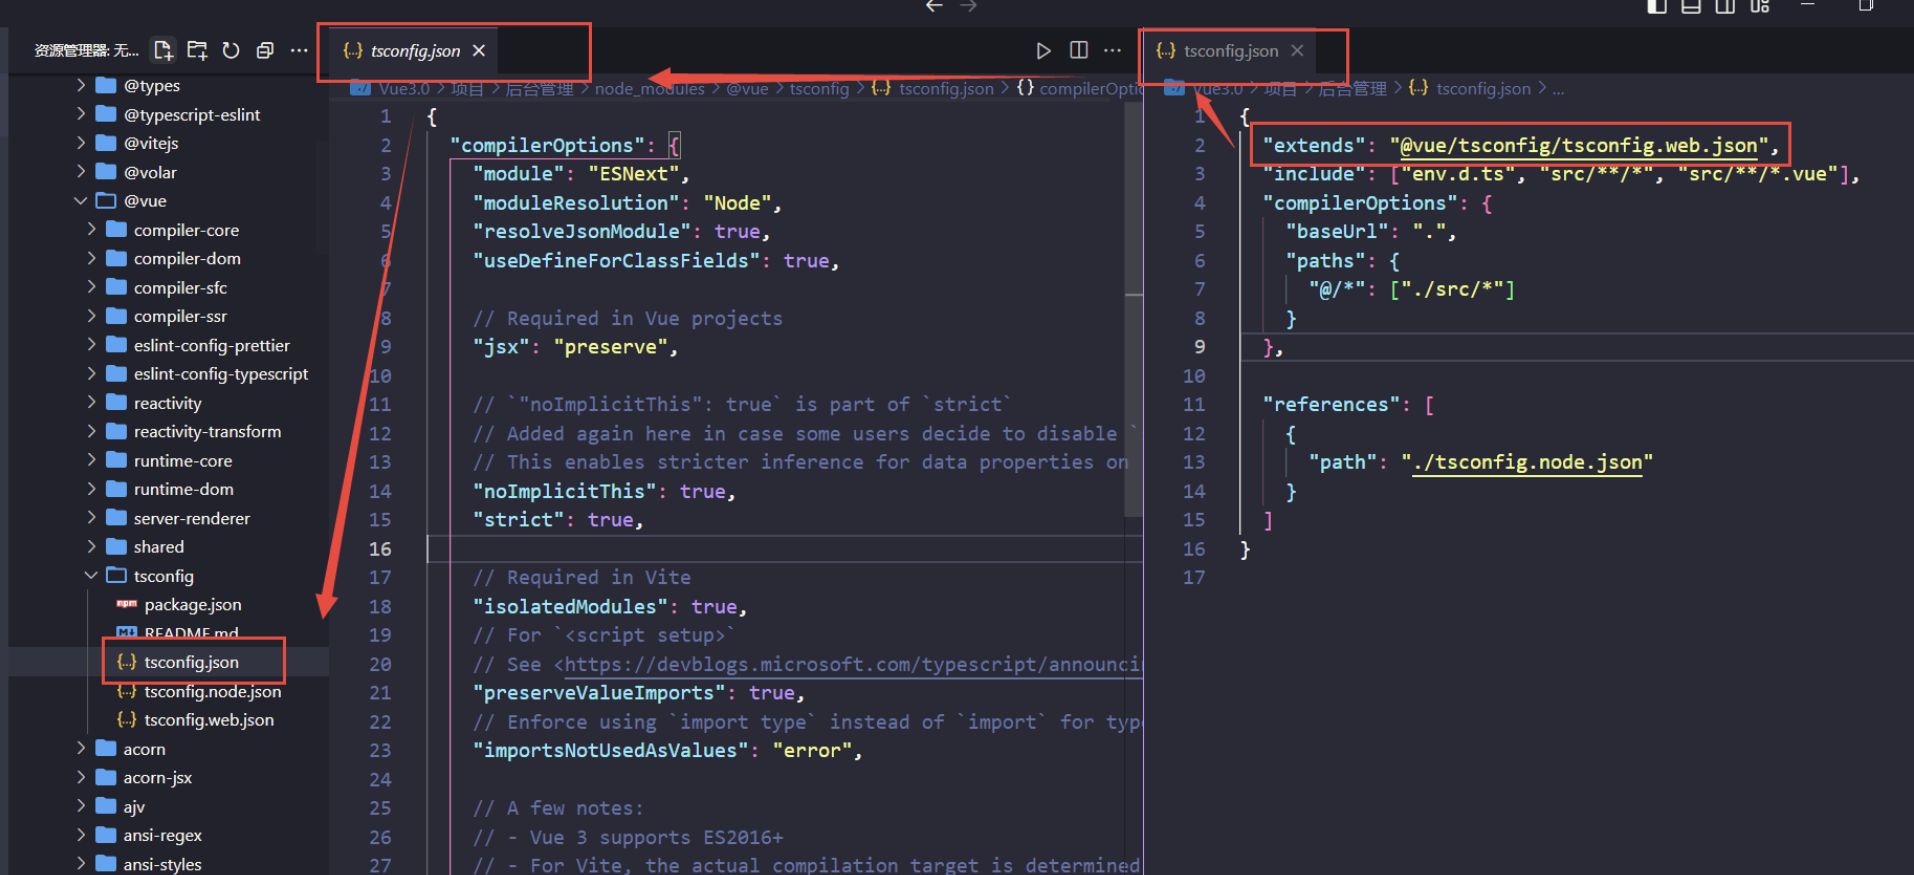 资源管理器: 无...
@types
@typescript-eslint
@vitejs
@volar
@vue
compiler-core
compiler-dom
compiler-sfc
compiler-ssr
eslint-config-prettier
eslint-config-typescript
reactivity
reactivity-transform
runtime-core
runtime-dom
server-renderer
shared
tsconfig
package.json
README.md
tsconfig.json
tsconfig.node.json
tsconfig.web.json
acorn
acorn-jsx
ajv
ansi-regex
ansi-styles
{..} tsconfig.json ×
Vue3.0 > 项目 > 后台管理 > node_modules > @vue > tsconfig > {..} tsconfig.json > {} compilerOptio
1 {
2 "compilerOptions": {
3 "module": "ESNext",
4 "moduleResolution": "Node",
5 "resolveJsonModule": true,
6 "useDefineForClassFields": true,
7
8 // Required in Vue projects
9 "jsx": "preserve",
10
11 // `"noImplicitThis": true` is part of `strict`
12 // Added again here in case some users decide to disable `
13 // This enables stricter inference for data properties on
14 "noImplicitThis": true,
15 "strict": true,
16
17 // Required in Vite
18 "isolatedModules": true,
19 // For `<script setup>`
20 // See <https://devblogs.microsoft.com/typescript/announci
21 "preserveValueImports": true,
22 // Enforce using `import type` instead of `import` for typ
23 "importsNotUsedAsValues": "error",
24
25 // A few notes:
26 // - Vue 3 supports ES2016+
27 // - For Vite, the actual compilation target is determined
{..} tsconfig.json ×
Vue3.0 > 项目 > 后台管理 > {..} tsconfig.json > ...
1 {
2 "extends": "@vue/tsconfig/tsconfig.web.json",
3 "include": ["env.d.ts", "src/**/*", "src/**/*.vue"],
4 "compilerOptions": {
5 "baseUrl": ".",
6 "paths": {
7 "@/*": ["./src/*"]
8 }
9 },
10
11 "references": [
12 {
13 "path": "./tsconfig.node.json"
14 }
15 ]
16 }
17